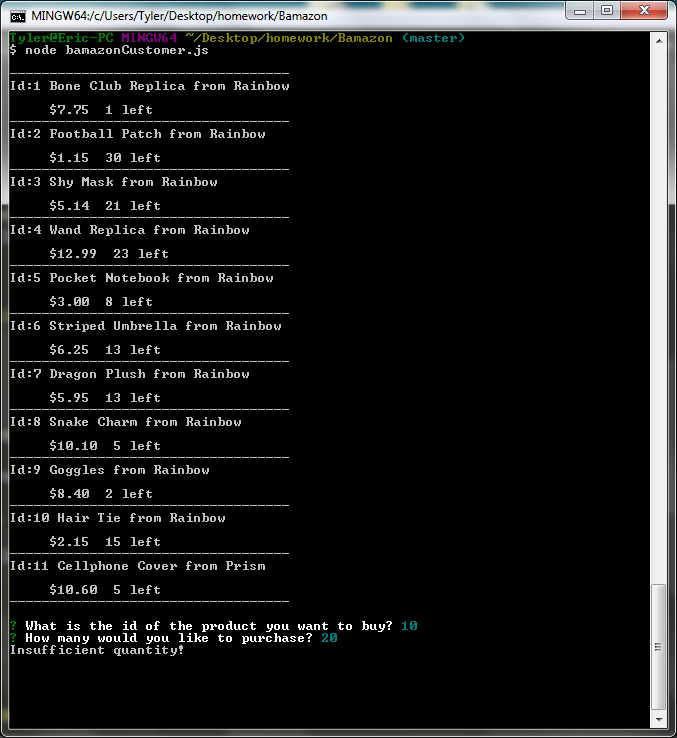 MINGW64:/c/Users/Tyler/Desktop/homework/Bamazon
Tyler@Eric-PC MINGW64 ~/Desktop/homework/Bamazon (master)
$ node bamazonCustomer.js
-----------------------------------
Id:1 Bone Club Replica from Rainbow
$7.75  1 left
-----------------------------------
Id:2 Football Patch from Rainbow
$1.15  30 left
-----------------------------------
Id:3 Shy Mask from Rainbow
$5.14  21 left
-----------------------------------
Id:4 Wand Replica from Rainbow
$12.99  23 left
-----------------------------------
Id:5 Pocket Notebook from Rainbow
$3.00  8 left
-----------------------------------
Id:6 Striped Umbrella from Rainbow
$6.25  13 left
-----------------------------------
Id:7 Dragon Plush from Rainbow
$5.95  13 left
-----------------------------------
Id:8 Snake Charm from Rainbow
$10.10  5 left
-----------------------------------
Id:9 Goggles from Rainbow
$8.40  2 left
-----------------------------------
Id:10 Hair Tie from Rainbow
$2.15  15 left
-----------------------------------
Id:11 Cellphone Cover from Prism
$10.60  5 left
-----------------------------------
? What is the id of the product you want to buy? 10
? How many would you like to purchase? 20
Insufficient quantity!